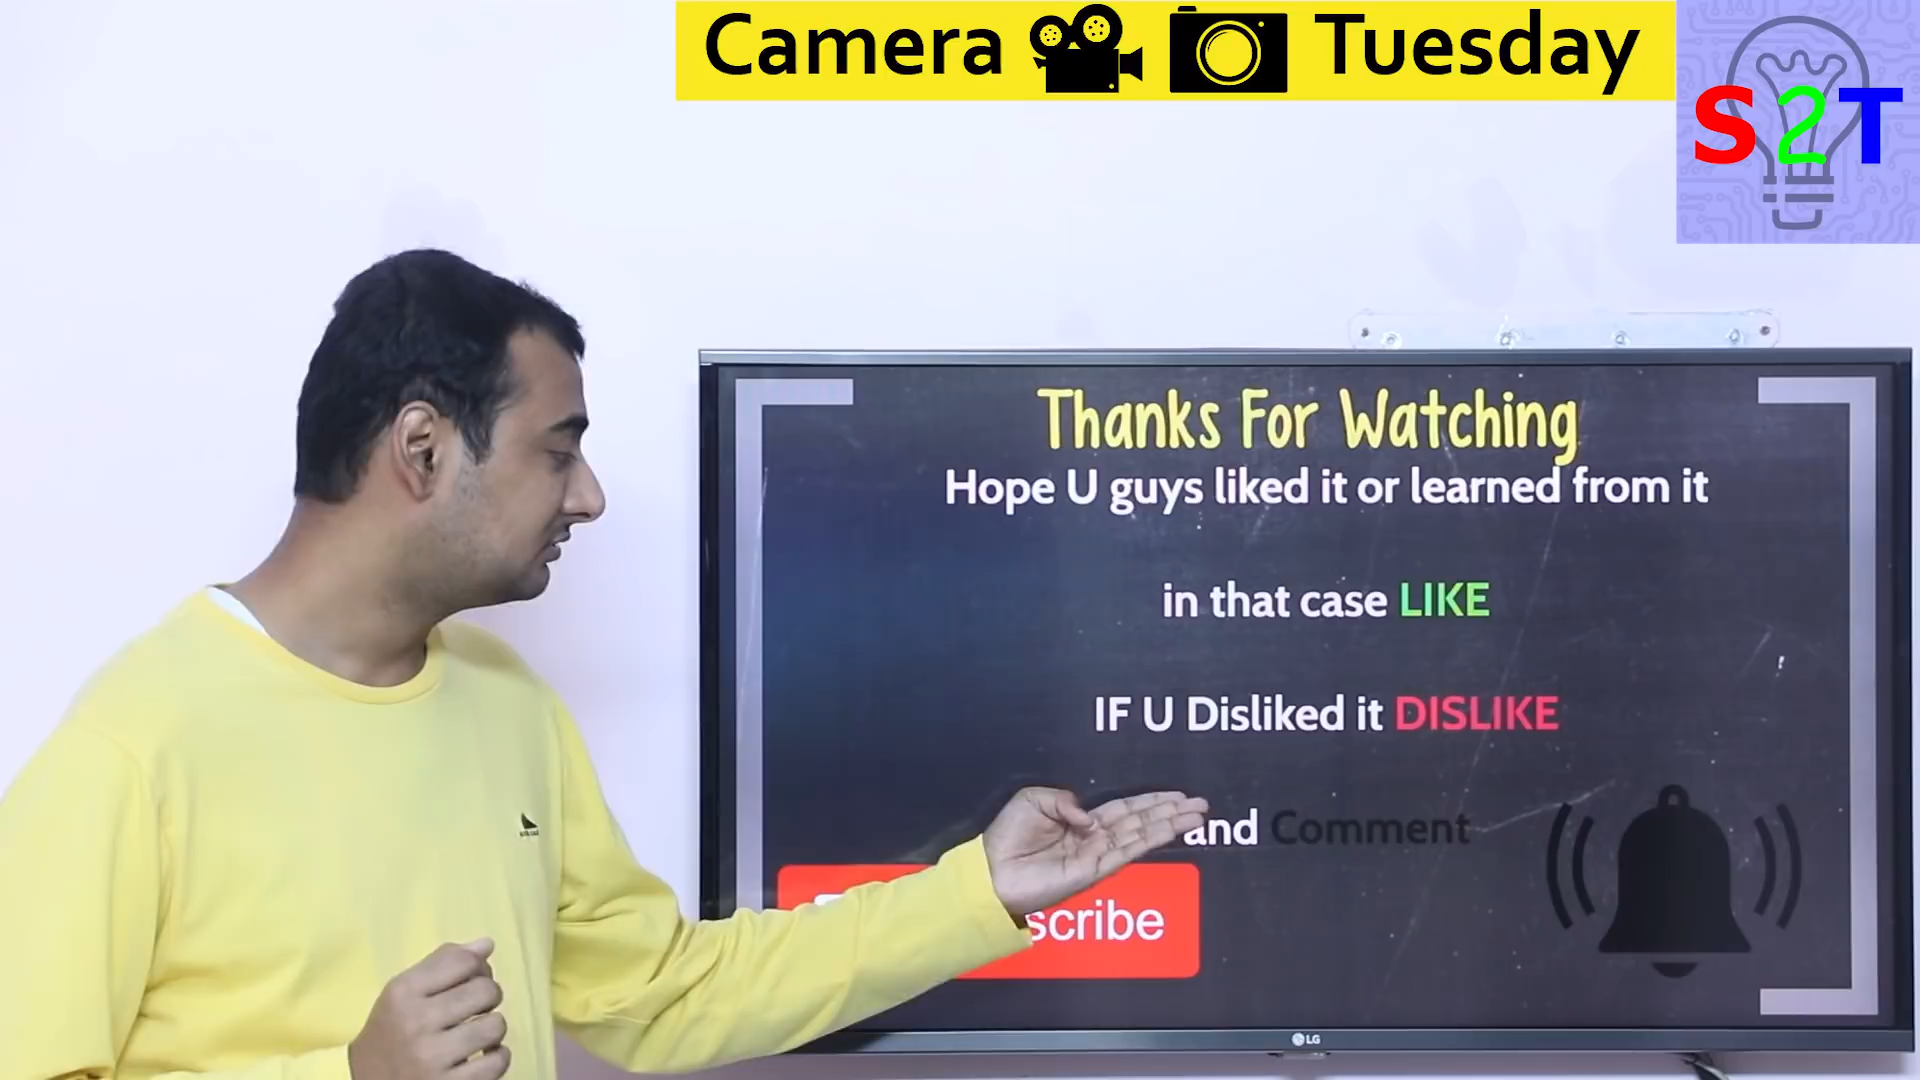 Camera Tuesday
S2T
Thanks For Watching
Hope U guys liked it or learned from it
in that case LIKE
IF U Disliked it DISLIKE
and Comment
scribe
LG